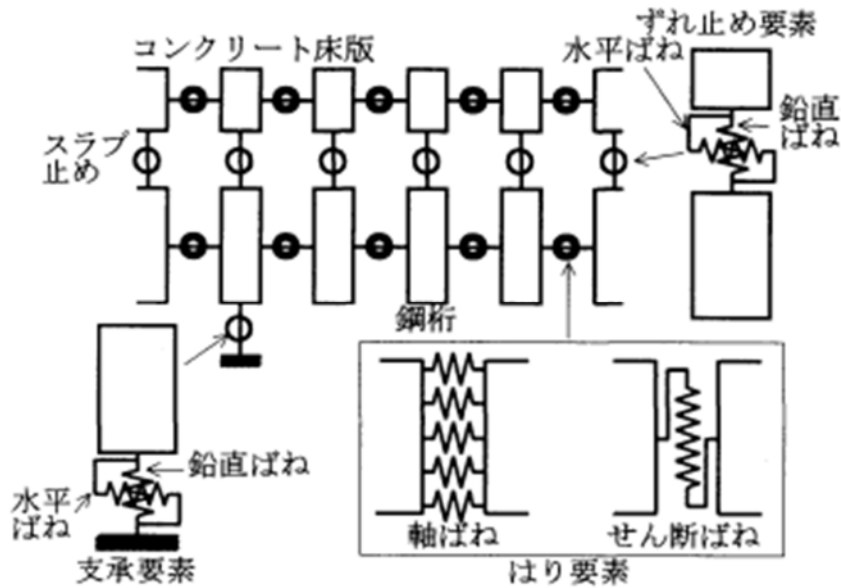 コンクリート床版
ずれ止め要素
水平ばね
鉛直
ばね
スラブ
止め
鋼桁
鉛直ばね
水平
ばね
軸ばね
せん断ばね
支承要素
はり要素